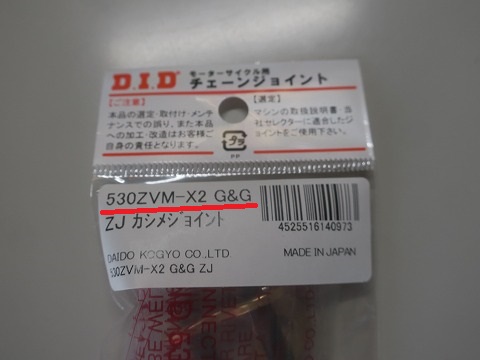 D.I.D
モーターサイクル用
チェーンジョイント
【ご注意】
本品の選定・取付け・メンテ
ナンスでの誤り、また本品
への加工・改造はお客様ご
自身の責任となります。
【選定】
マシンの取扱説明書・当
社セレクターに適合したジョ
イントをご使用下さい。
プラ
PP
530ZVM-X2 G&G
ZJ カシメジョイント
4525516140973
DAIDO KOGYO CO.,LTD.
MADE IN JAPAN
530ZVM-X2 G&G ZJ